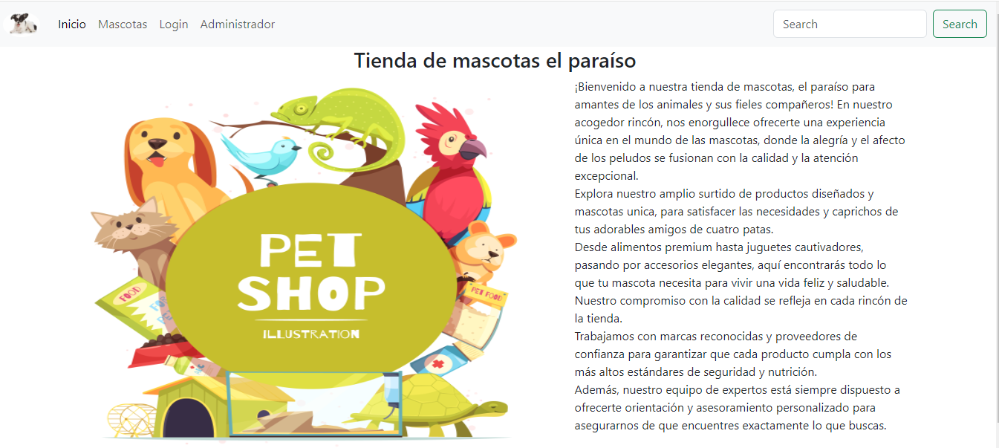 Inicio Mascotas Login Administrador Search Search
Tienda de mascotas el paraíso
PET
SHOP
ILLUSTRATION
FOOD
FOOD
PET FOOD
¡Bienvenido a nuestra tienda de mascotas, el paraíso para
amantes de los animales y sus fieles compañeros! En nuestro
acogedor rincón, nos enorgullece ofrecerte una experiencia
única en el mundo de las mascotas, donde la alegría y el afecto
de los peludos se fusionan con la calidad y la atención
excepcional.
Explora nuestro amplio surtido de productos diseñados y
mascotas unica, para satisfacer las necesidades y caprichos de
tus adorables amigos de cuatro patas.
Desde alimentos premium hasta juguetes cautivadores,
pasando por accesorios elegantes, aquí encontrarás todo lo
que tu mascota necesita para vivir una vida feliz y saludable.
Nuestro compromiso con la calidad se refleja en cada rincón de
la tienda.
Trabajamos con marcas reconocidas y proveedores de
confianza para garantizar que cada producto cumpla con los
más altos estándares de seguridad y nutrición.
Además, nuestro equipo de expertos está siempre dispuesto a
ofrecerte orientación y asesoramiento personalizado para
asegurarnos de que encuentres exactamente lo que buscas.